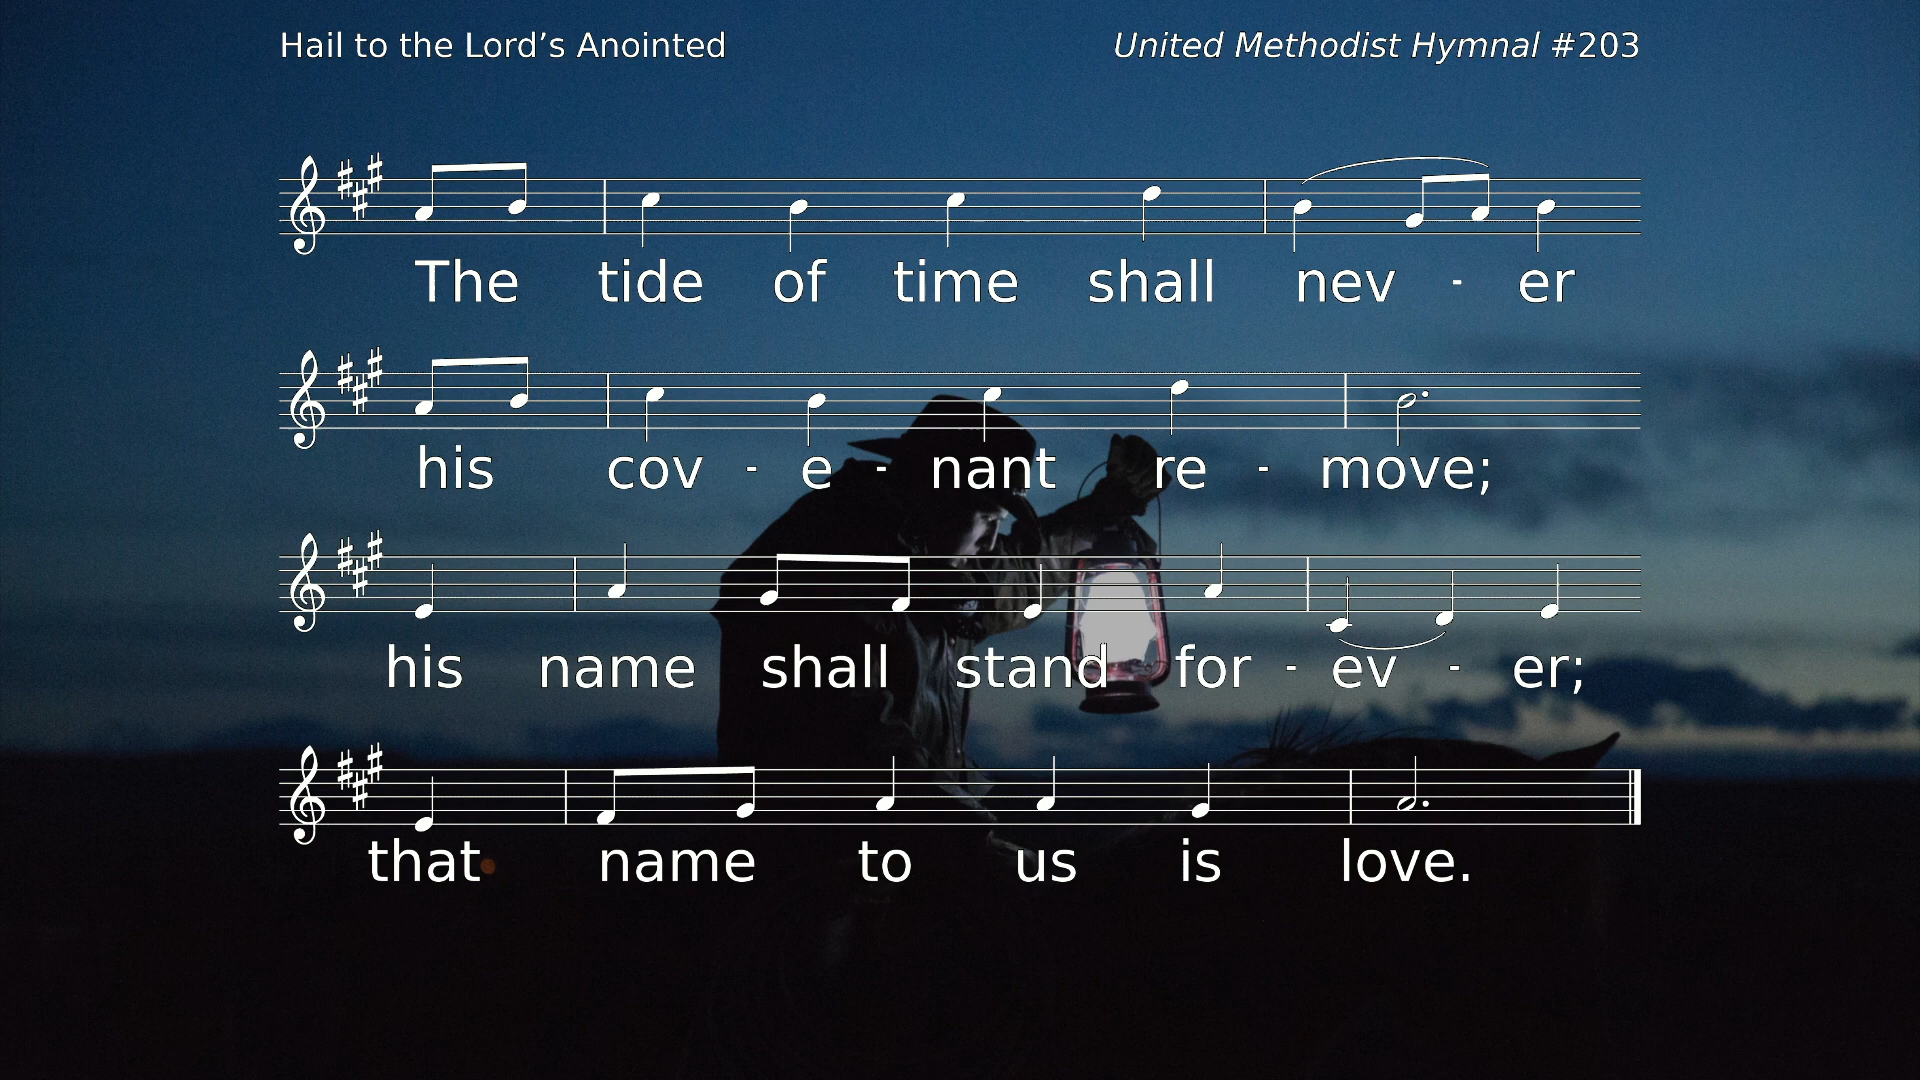 Hail to the Lord’s Anointed
United Methodist Hymnal #203
The tide of time shall nev - er
his cov - e - nant re - move;
his name shall stand for - ev - er;
that name to us is love.